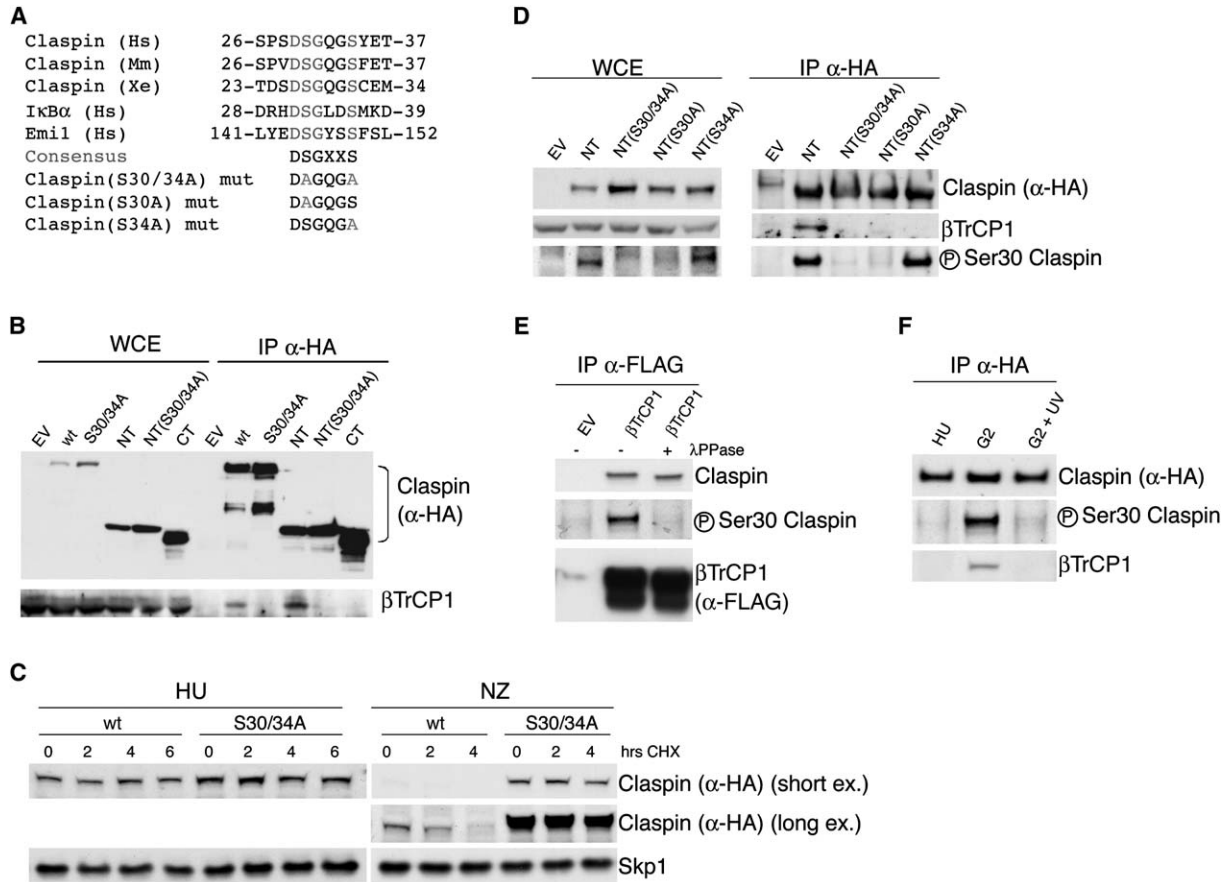 A
Claspin (Hs) 26-SPSDSGQGSYET-37
Claspin (Mm) 26-SPVDSGQGSFET-37
Claspin (Xe) 23-TDSDSGQGSCEM-34
IκBα (Hs) 28-DRHDSGLDSMKD-39
Emi1 (Hs) 141-LYEDSGYSSFSL-152
Consensus DSGXXS
Claspin(S30/34A) mut DAGQGA
Claspin(S30A) mut DAGQGS
Claspin(S34A) mut DSGQGA
B
WCE IP α-HA
EV wt S30/34A NT NT(S30/34A) CT EV wt S30/34A NT NT(S30/34A) CT
Claspin
(α-HA)
βTrCP1
C
HU NZ
wt S30/34A wt S30/34A
0 2 4 6 0 2 4 6 0 2 4 0 2 4 hrs CHX
Claspin (α-HA) (short ex.)
Claspin (α-HA) (long ex.)
Skp1
D
WCE IP α-HA
EV NT NT(S30/34A) NT(S30A) NT(S34A) EV NT NT(S30/34A) NT(S30A) NT(S34A)
Claspin (α-HA)
βTrCP1
Ⓟ Ser30 Claspin
E
IP α-FLAG
EV βTrCP1 βTrCP1
- - + λPPase
Claspin
Ⓟ Ser30 Claspin
βTrCP1
(α-FLAG)
F
IP α-HA
HU G2 G2 + UV
Claspin (α-HA)
Ⓟ Ser30 Claspin
βTrCP1